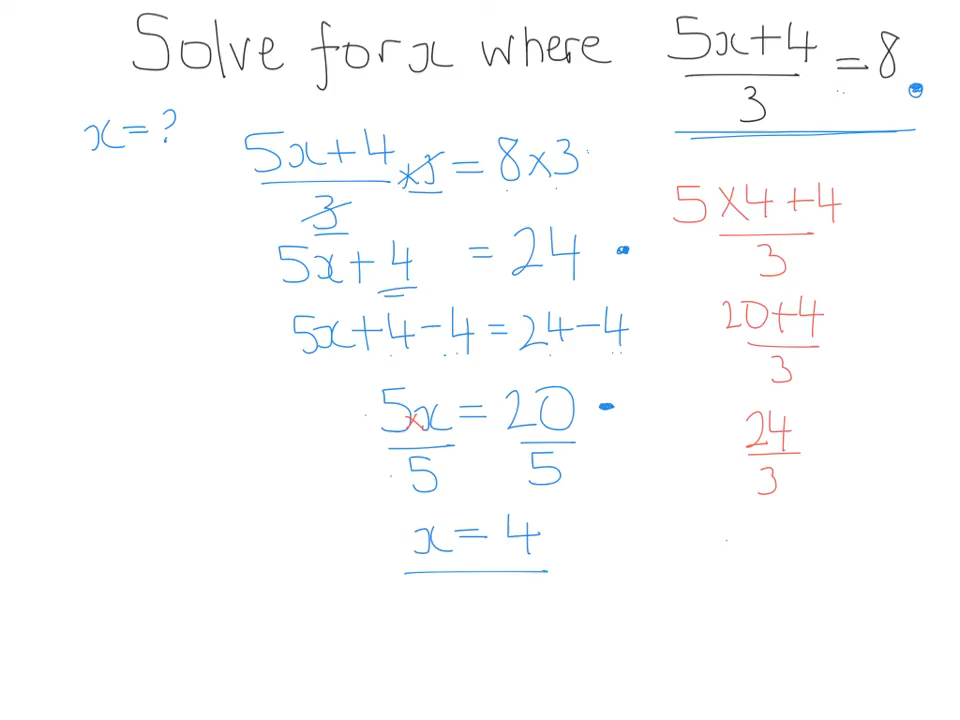 Solve for x where (5x+4)/3 = 8
x = ?
(5x+4)/3 ×3 = 8×3
5x+4 = 24
5x+4-4 = 24-4
5x/5 = 20/5
x = 4
(5×4+4)/3
(20+4)/3
24/3